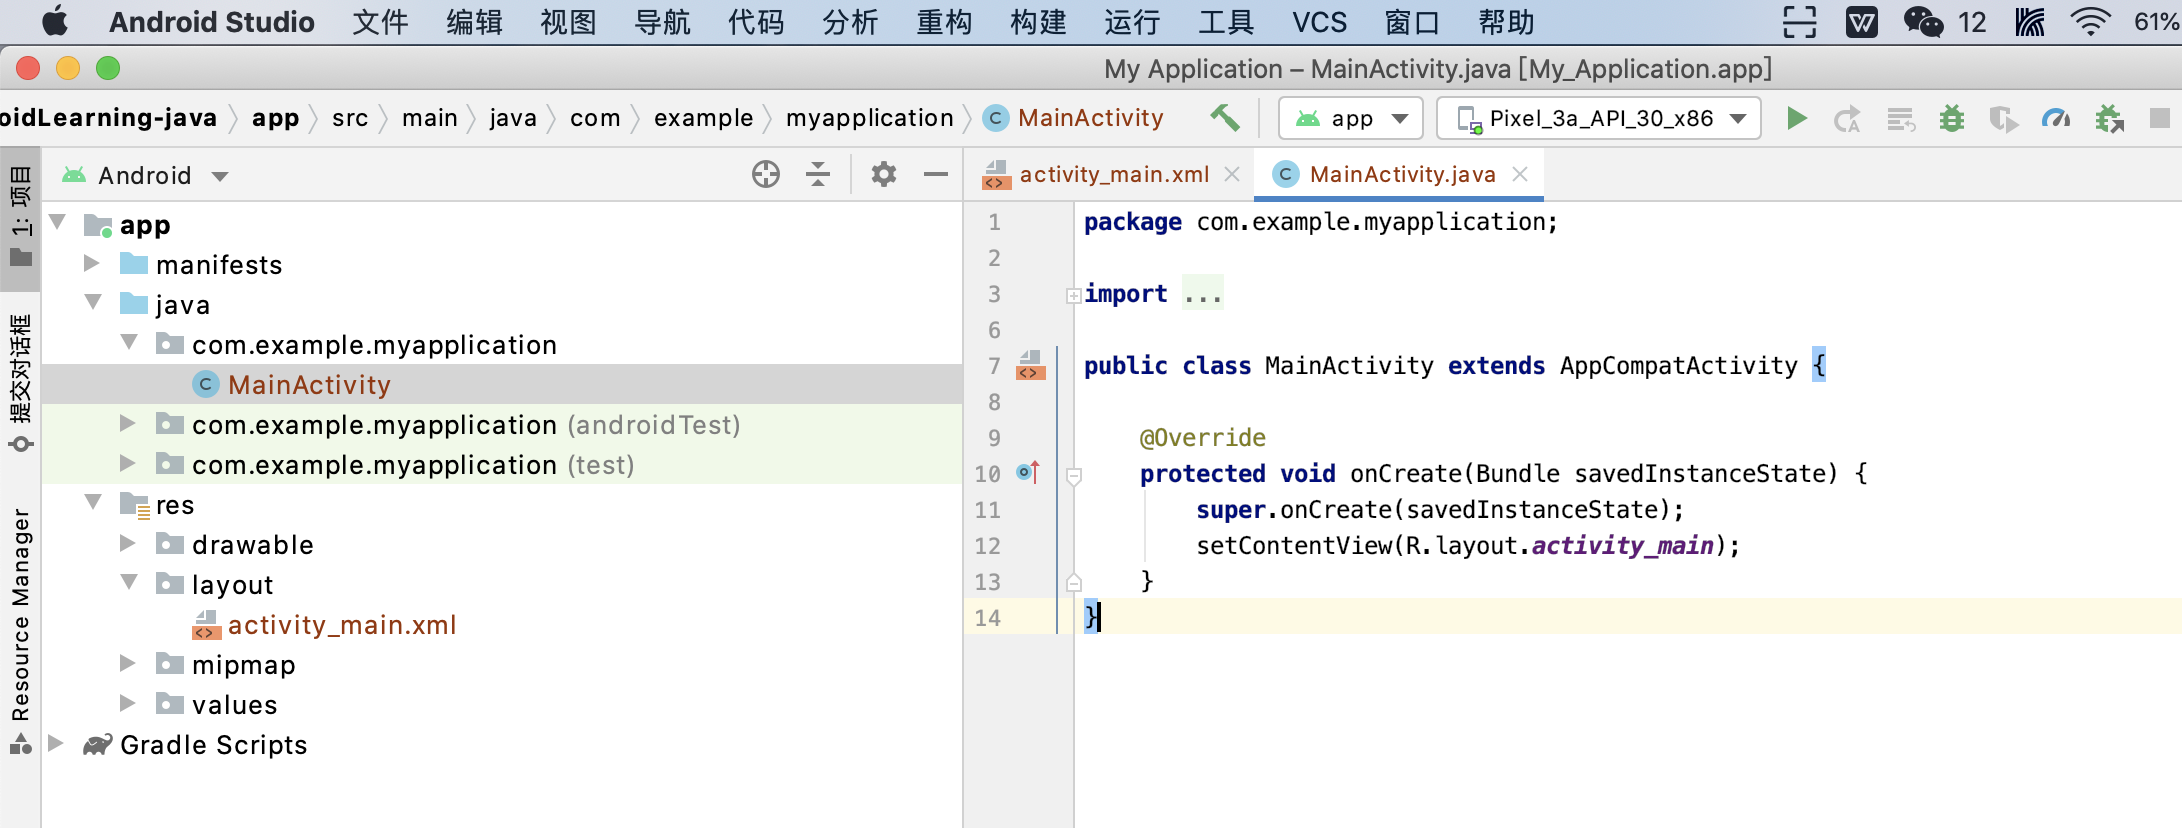 Android Studio 文件 编辑 视图 导航 代码 分析 重构 构建 运行 工具 VCS 窗口 帮助 12 61%
My Application – MainActivity.java [My_Application.app]
oidLearning-java app src main java com example myapplication C MainActivity app Pixel_3a_API_30_x86
1: 项目
提交对话框
Resource Manager
Android
app
manifests
java
com.example.myapplication
C MainActivity
com.example.myapplication (androidTest)
com.example.myapplication (test)
res
drawable
layout
activity_main.xml
mipmap
values
Gradle Scripts
activity_main.xml C MainActivity.java
1 package com.example.myapplication;
2
3 import ...
6
7 public class MainActivity extends AppCompatActivity {
8
9 @Override
10 protected void onCreate(Bundle savedInstanceState) {
11 super.onCreate(savedInstanceState);
12 setContentView(R.layout.activity_main);
13 }
14 }